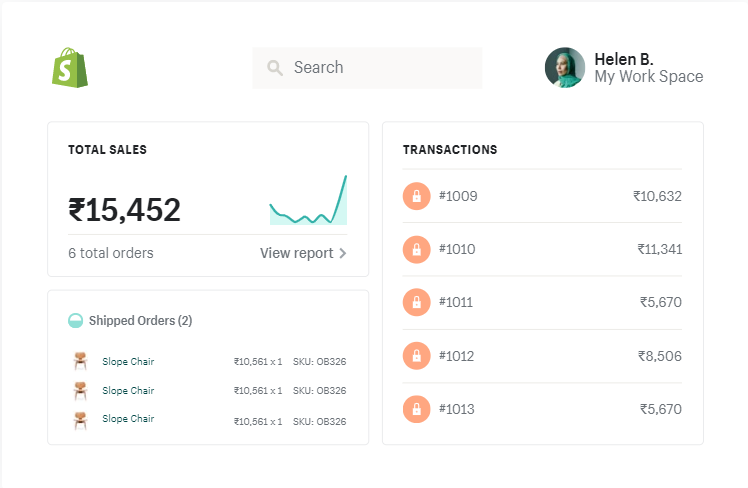 S
Search
Helen B.
My Work Space
TOTAL SALES
₹15,452
6 total orders
View report
Shipped Orders (2)
Slope Chair ₹10,561 x 1 SKU: OB326
Slope Chair ₹10,561 x 1 SKU: OB326
Slope Chair ₹10,561 x 1 SKU: OB326
TRANSACTIONS
#1009 ₹10,632
#1010 ₹11,341
#1011 ₹5,670
#1012 ₹8,506
#1013 ₹5,670